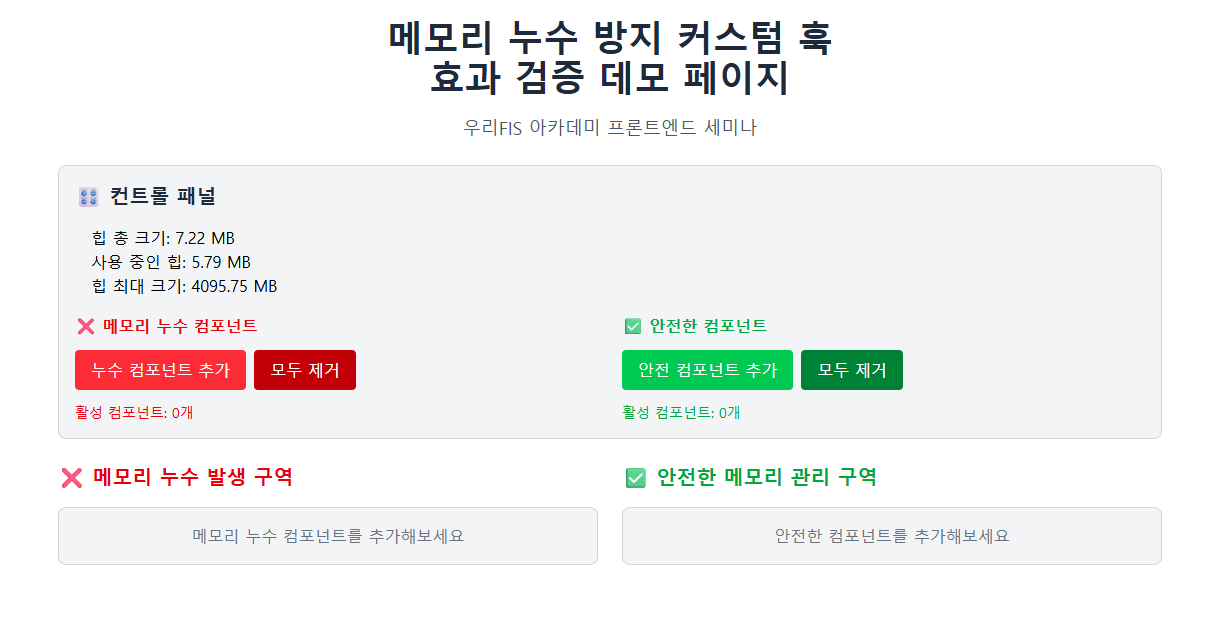 메모리 누수 방지 커스텀 훅
효과 검증 데모 페이지
우리FIS 아카데미 프론트엔드 세미나
컨트롤 패널
힙 총 크기: 7.22 MB
사용 중인 힙: 5.79 MB
힙 최대 크기: 4095.75 MB
❌ 메모리 누수 컴포넌트
누수 컴포넌트 추가
모두 제거
활성 컴포넌트: 0개
✅ 안전한 컴포넌트
안전 컴포넌트 추가
모두 제거
활성 컴포넌트: 0개
❌ 메모리 누수 발생 구역
메모리 누수 컴포넌트를 추가해보세요
✅ 안전한 메모리 관리 구역
안전한 컴포넌트를 추가해보세요